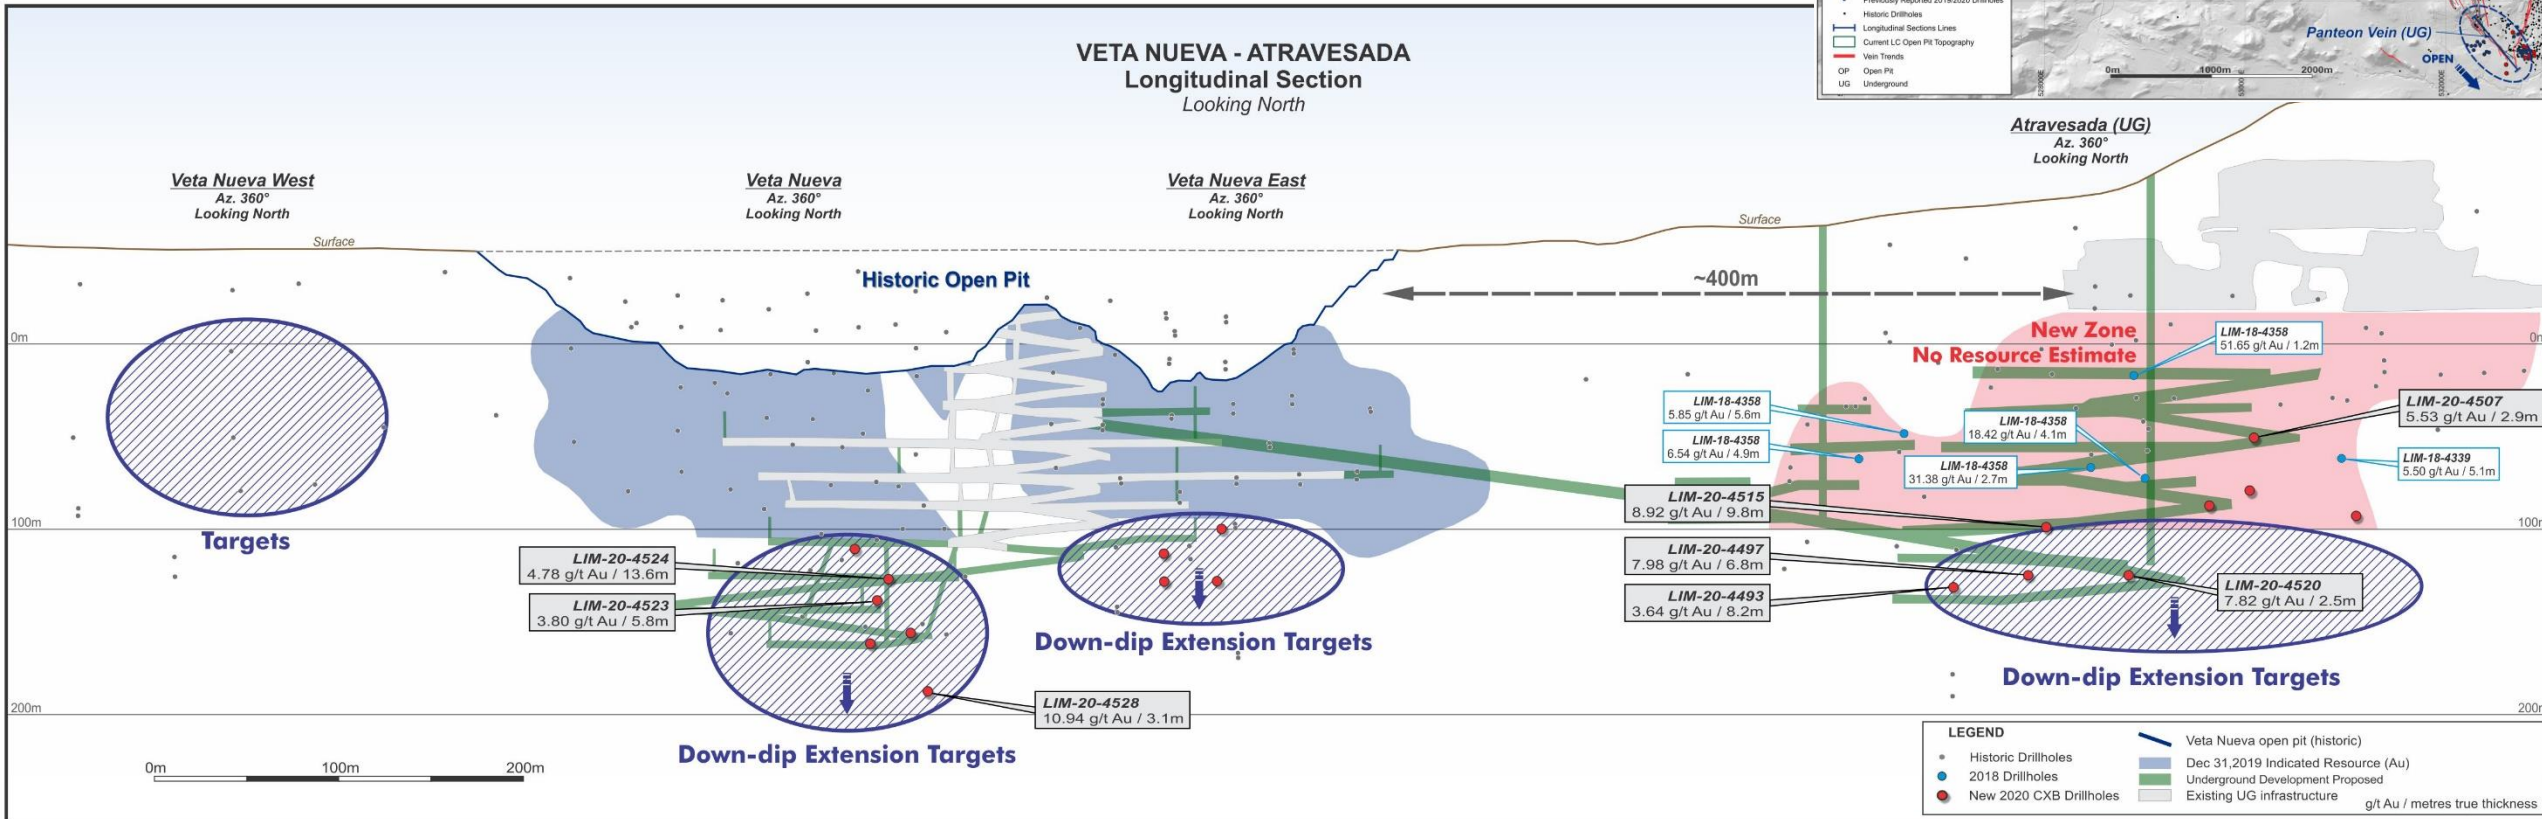 Previously Reported 2019/2020 Drillholes
Historic Drillholes
Longitudinal Sections Lines
Current LC Open Pit Topography
Vein Trends
OP Open Pit
UG Underground
0m 1000m 2000m
Panteon Vein (UG)
OPEN
VETA NUEVA - ATRAVESADA
Longitudinal Section
Looking North
Veta Nueva West
Az. 360°
Looking North
Veta Nueva
Az. 360°
Looking North
Veta Nueva East
Az. 360°
Looking North
Atravesada (UG)
Az. 360°
Looking North
Surface
Surface
Historic Open Pit
~400m
0m
0m
New Zone
No Resource Estimate
LIM-18-4358
51.65 g/t Au / 1.2m
LIM-18-4358
5.85 g/t Au / 5.6m
LIM-18-4358
6.54 g/t Au / 4.9m
LIM-18-4358
18.42 g/t Au / 4.1m
LIM-18-4358
31.38 g/t Au / 2.7m
LIM-20-4507
5.53 g/t Au / 2.9m
LIM-18-4339
5.50 g/t Au / 5.1m
100m
100m
Targets
LIM-20-4515
8.92 g/t Au / 9.8m
LIM-20-4497
7.98 g/t Au / 6.8m
LIM-20-4493
3.64 g/t Au / 8.2m
LIM-20-4520
7.82 g/t Au / 2.5m
LIM-20-4524
4.78 g/t Au / 13.6m
LIM-20-4523
3.80 g/t Au / 5.8m
Down-dip Extension Targets
Down-dip Extension Targets
LIM-20-4528
10.94 g/t Au / 3.1m
200m
200m
Down-dip Extension Targets
0m 100m 200m
LEGEND
Historic Drillholes
2018 Drillholes
New 2020 CXB Drillholes
Veta Nueva open pit (historic)
Dec 31,2019 Indicated Resource (Au)
Underground Development Proposed
Existing UG infrastructure
g/t Au / metres true thickness